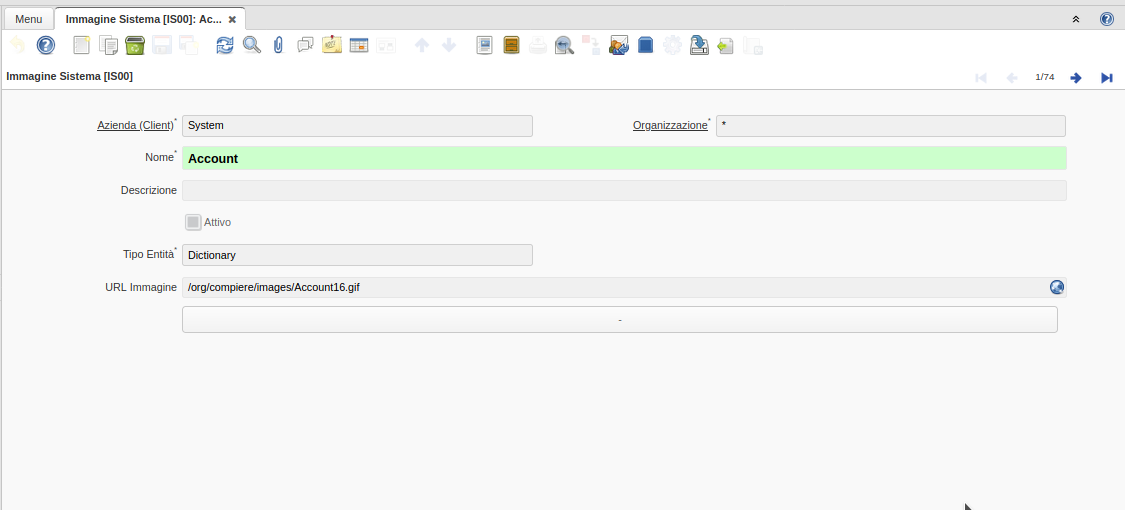 Menu
Immagine Sistema [IS00]: Ac...
Immagine Sistema [IS00]
1/74
Azienda (Client)* System
Organizzazione* *
Nome* Account
Descrizione
Attivo
Tipo Entità* Dictionary
URL Immagine /org/compiere/images/Account16.gif
-